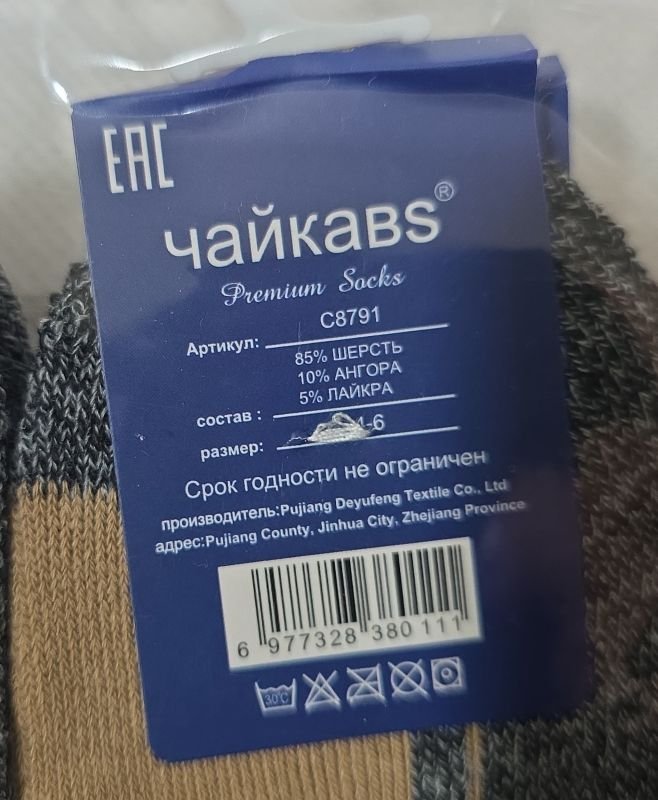 EAC
чайкавs®
Premium Socks
Артикул: C8791
85% ШЕРСТЬ
10% АНГОРА
5% ЛАЙКРА
состав :
размер:
Срок годности не ограничен
производитель:Pujiang Deyufeng Textile Co., Ltd
адрес:Pujiang County, Jinhua City, Zhejiang Province
6 977328 380111
30°C